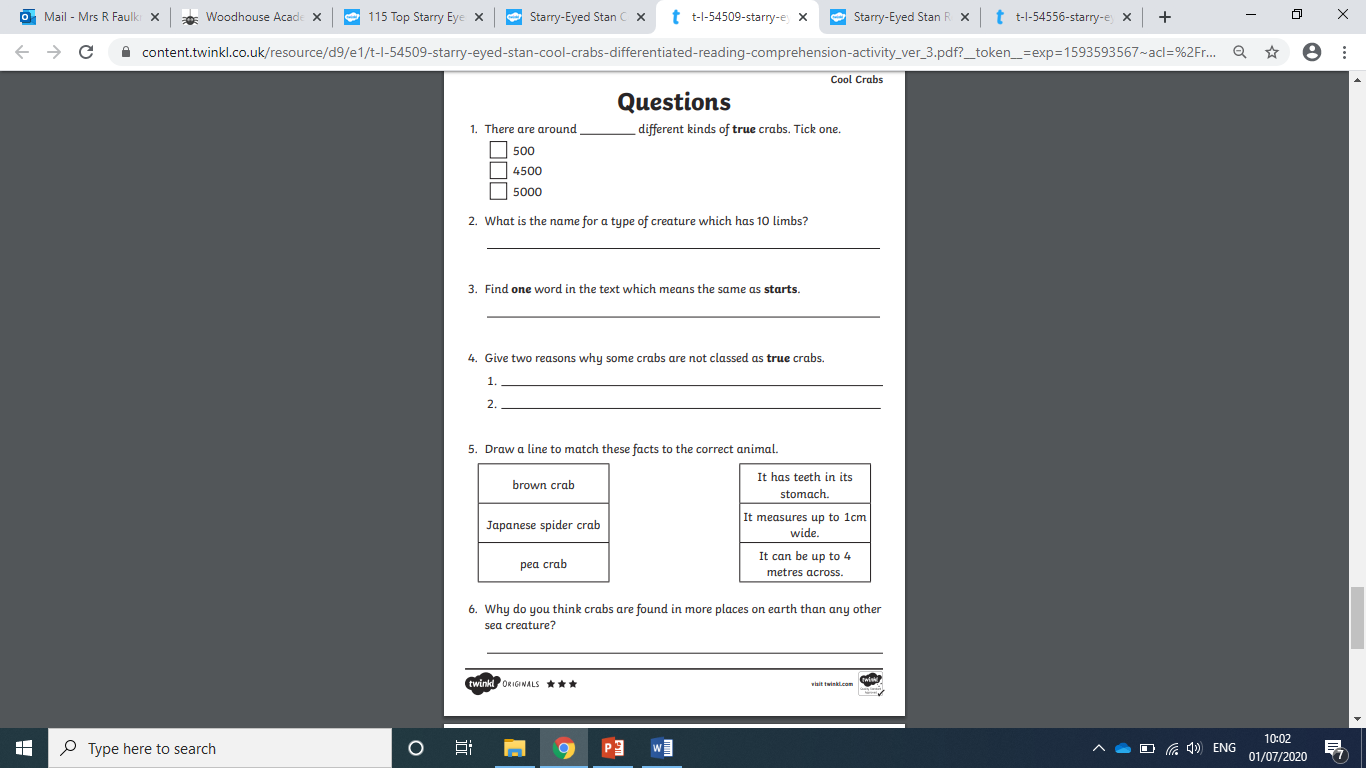 Mail - Mrs R Faulk
Woodhouse Acade
115 Top Starry Eye
Starry-Eyed Stan C
t-l-54509-starry-ey
Starry-Eyed Stan R
t-l-54556-starry-ey
content.twinkl.co.uk/resource/d9/e1/t-l-54509-starry-eyed-stan-cool-crabs-differentiated-reading-comprehension-activity_ver_3.pdf?__token__=exp=1593593567~acl=%2Fr...
Cool Crabs
Questions
1. There are around ________ different kinds of true crabs. Tick one.
500
4500
5000
2. What is the name for a type of creature which has 10 limbs?
3. Find one word in the text which means the same as starts.
4. Give two reasons why some crabs are not classed as true crabs.
1.
2.
5. Draw a line to match these facts to the correct animal.
brown crab
Japanese spider crab
pea crab
It has teeth in its
stomach.
It measures up to 1cm
wide.
It can be up to 4
metres across.
6. Why do you think crabs are found in more places on earth than any other
sea creature?
twinkl ORIGINALS
visit twinkl.com
twinkl
Type here to search
ENG
10:02
01/07/2020
7